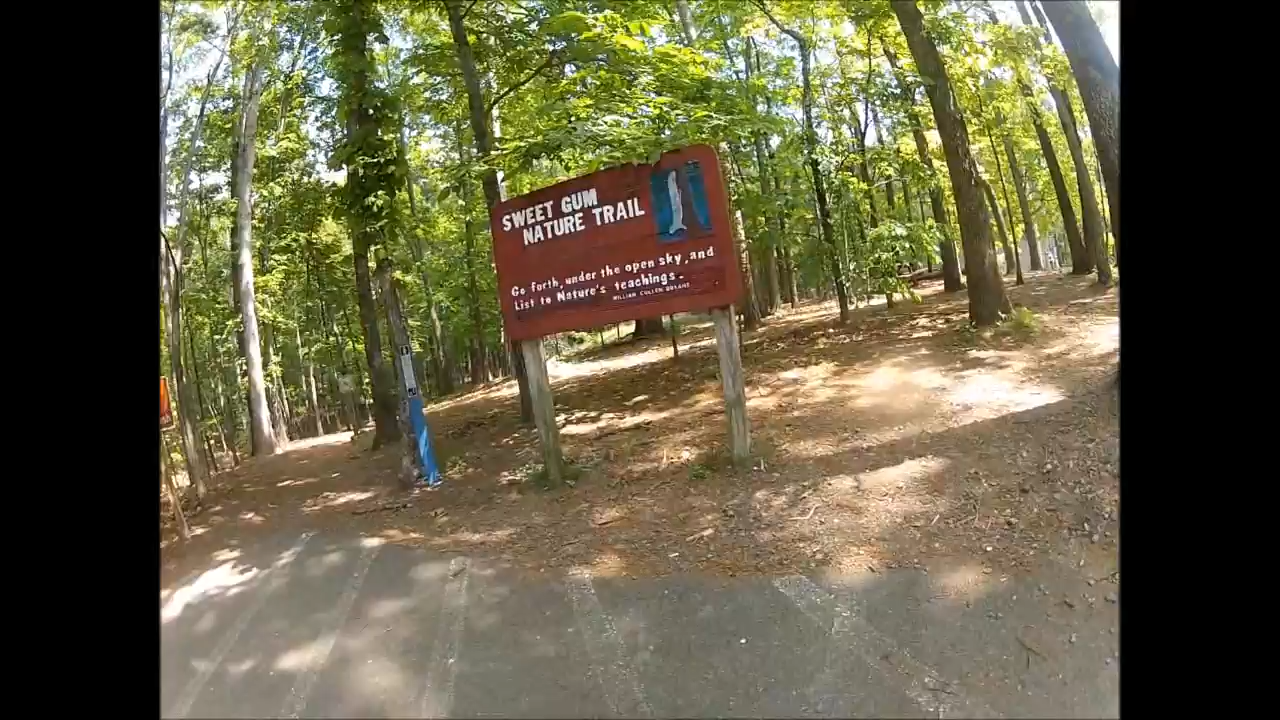 SWEET GUM
NATURE TRAIL
Go forth, under the open sky, and
List to Nature's teachings.
WILLIAM CULLEN BRYANT